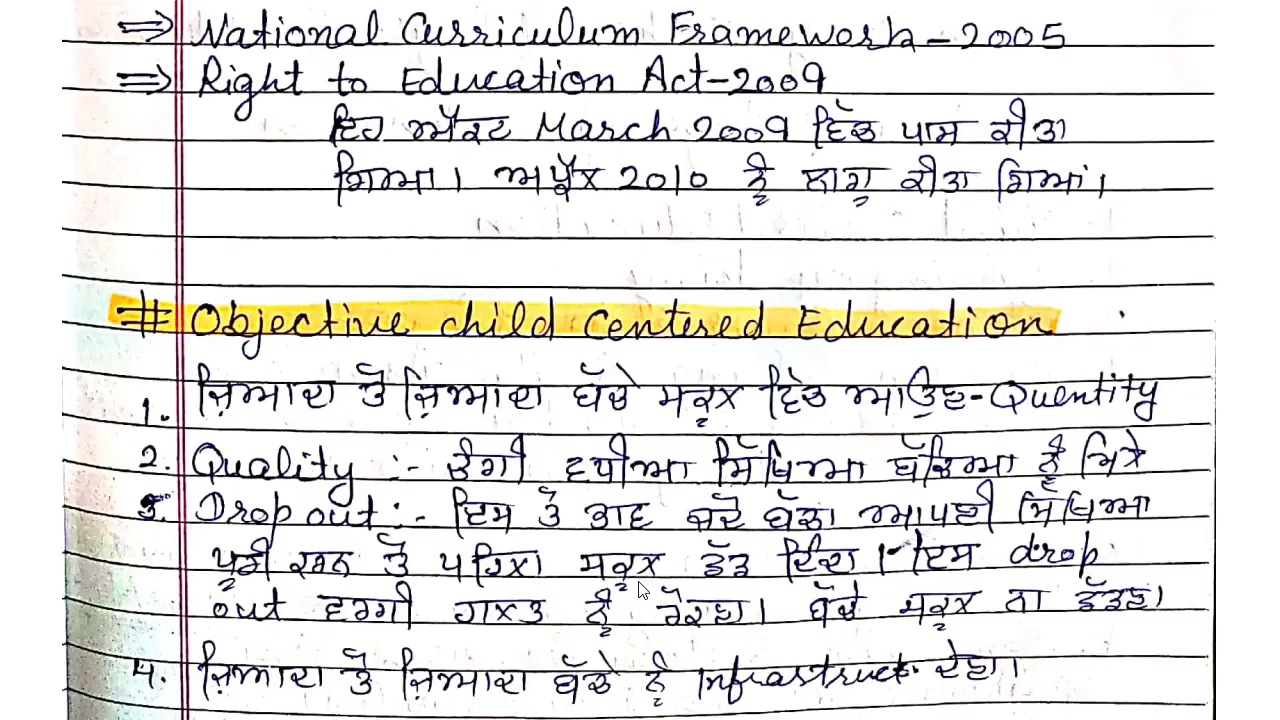 ⇒ National Curriculum Framework-2005
⇒ Right to Education Act-2009
ਇਹ ਐਕਟ March 2009 ਵਿੱਚ ਪਾਸ ਕੀਤਾ
ਗਿਆ। ਅਪ੍ਰੈਲ 2010 ਨੂੰ ਲਾਗੂ ਕੀਤਾ ਗਿਆਂ।
# Objective child Centered Education
1. ਜ਼ਿਆਦਾ ਤੋਂ ਜ਼ਿਆਦਾ ਬੱਚੇ ਸਕੂਲ ਵਿੱਚ ਆਉਣ-Quentity
2. Quality :- ਚੰਗੀ ਵਧੀਆ ਸਿੱਖਿਆ ਬੱਚਿਆ ਨੂੰ ਮਿਲੇ
3. Drop out :- ਇਸ ਤੋਂ ਭਾਵ ਜਦੋਂ ਬੱਚਾ ਆਪਣੀ ਸਿੱਖਿਆ
ਪੂਰੀ ਕਰਨ ਤੋਂ ਪਹਿਲਾ ਸਕੂਲ ਛੱਡ ਦਿੰਦਾ। ਇਸ drop
out ਵਰਗੀ ਗਲਤ ਨੂੰ ਰੋਕਣਾ। ਬੱਚੇ ਸਕੂਲ ਨਾ ਛੱਡਣ।
4. ਜ਼ਿਆਦਾ ਤੋਂ ਜ਼ਿਆਦਾ ਬੱਚੇ ਨੂੰ Infrastruct. ਦੇਣਾ।